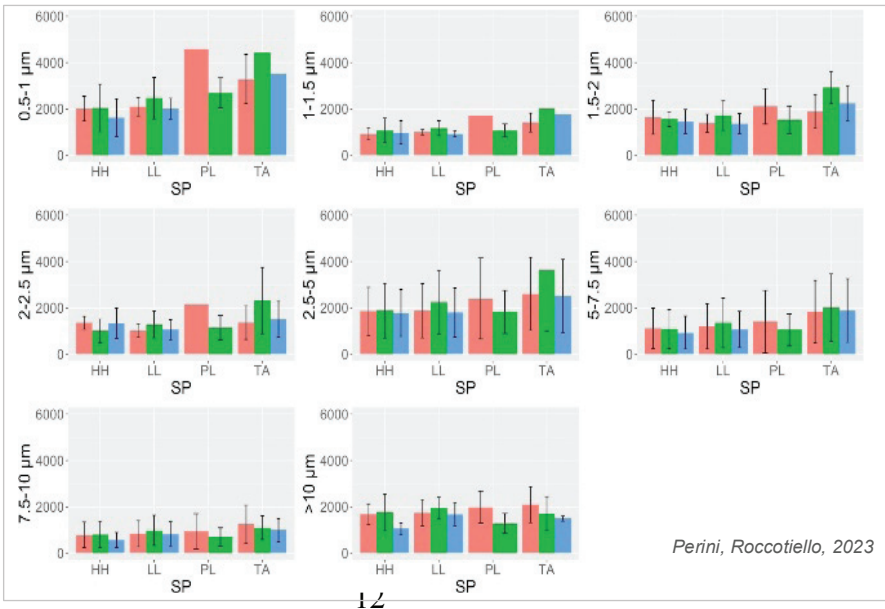 6000 6000 6000
4000 4000 4000
2000 2000 2000
0 0 0
0.5-1 µm 1-1.5 µm 1.5-2 µm
HH LL PL TA HH LL PL TA HH LL PL TA
SP SP SP
6000 6000 6000
4000 4000 4000
2000 2000 2000
0 0 0
2-2.5 µm 2.5-5 µm 5-7.5 µm
HH LL PL TA HH LL PL TA HH LL PL TA
SP SP SP
6000 6000
4000 4000
2000 2000
0 0
7.5-10 µm >10 µm
HH LL PL TA HH LL PL TA
SP SP
Perini, Roccotiello, 2023
12